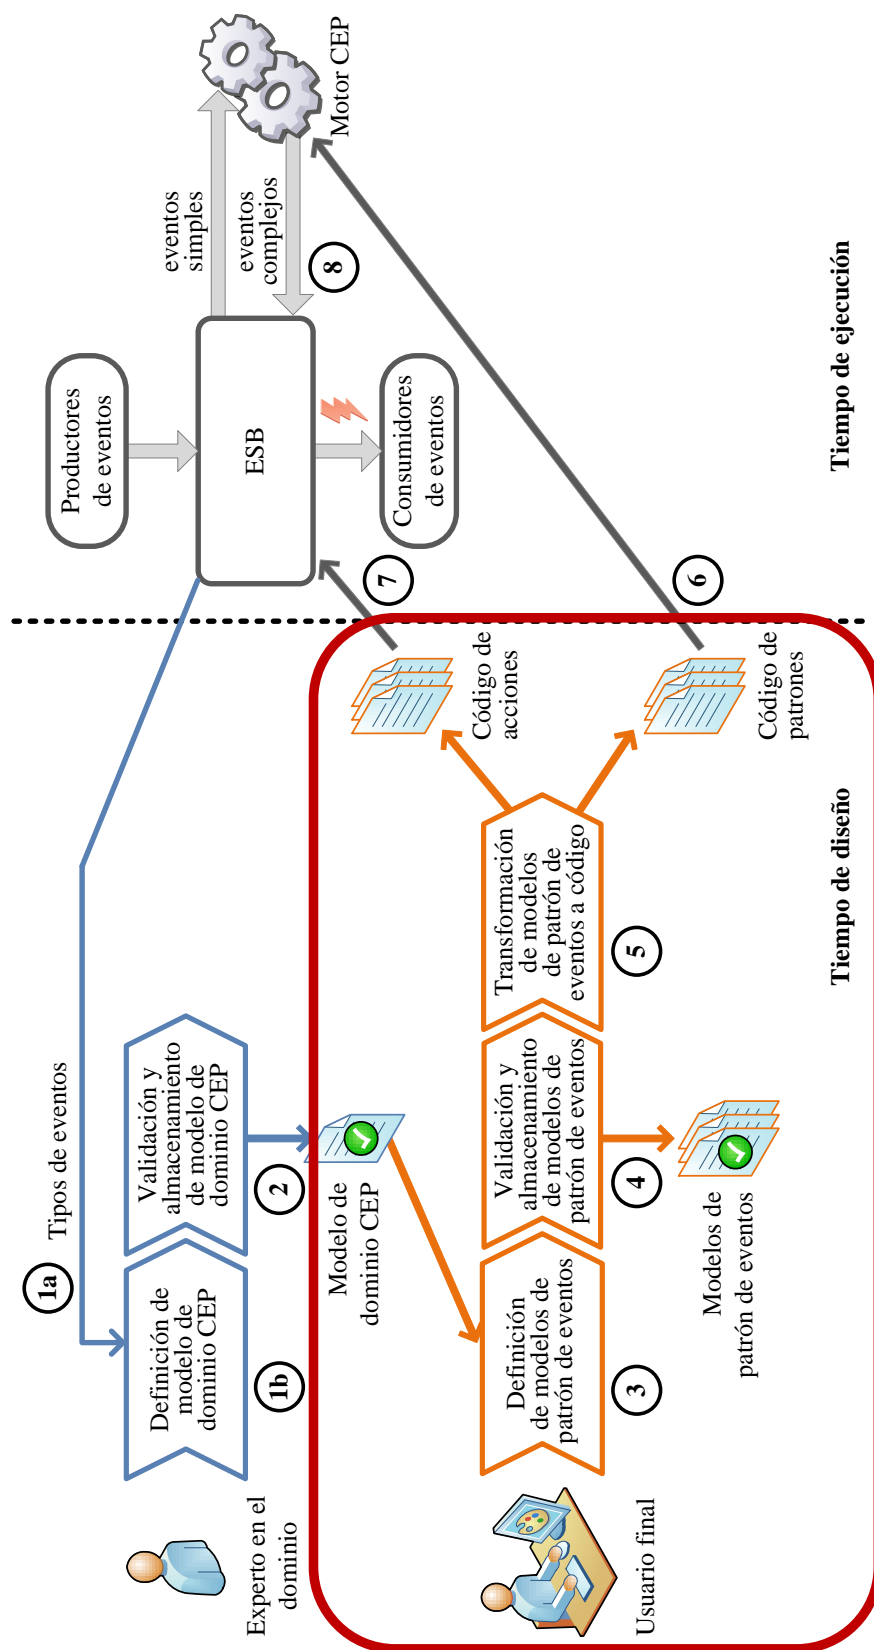 1a
Tipos de eventos
Experto en el
dominio
Definición de
modelo de
dominio CEP
1b
Validación y
almacenamiento
de modelo de
dominio CEP
2
Modelo de
dominio CEP
Usuario final
Definición
de modelos de
patrón de eventos
3
Validación y
almacenamiento
de modelos de
patrón de eventos
4
Modelos de
patrón de eventos
Transformación
de modelos
de patrón de
eventos a código
5
Código de
acciones
Código de
patrones
Tiempo de diseño
7
6
Productores
de eventos
ESB
Consumidores
de eventos
eventos
simples
eventos
complejos
8
Motor CEP
Tiempo de ejecución